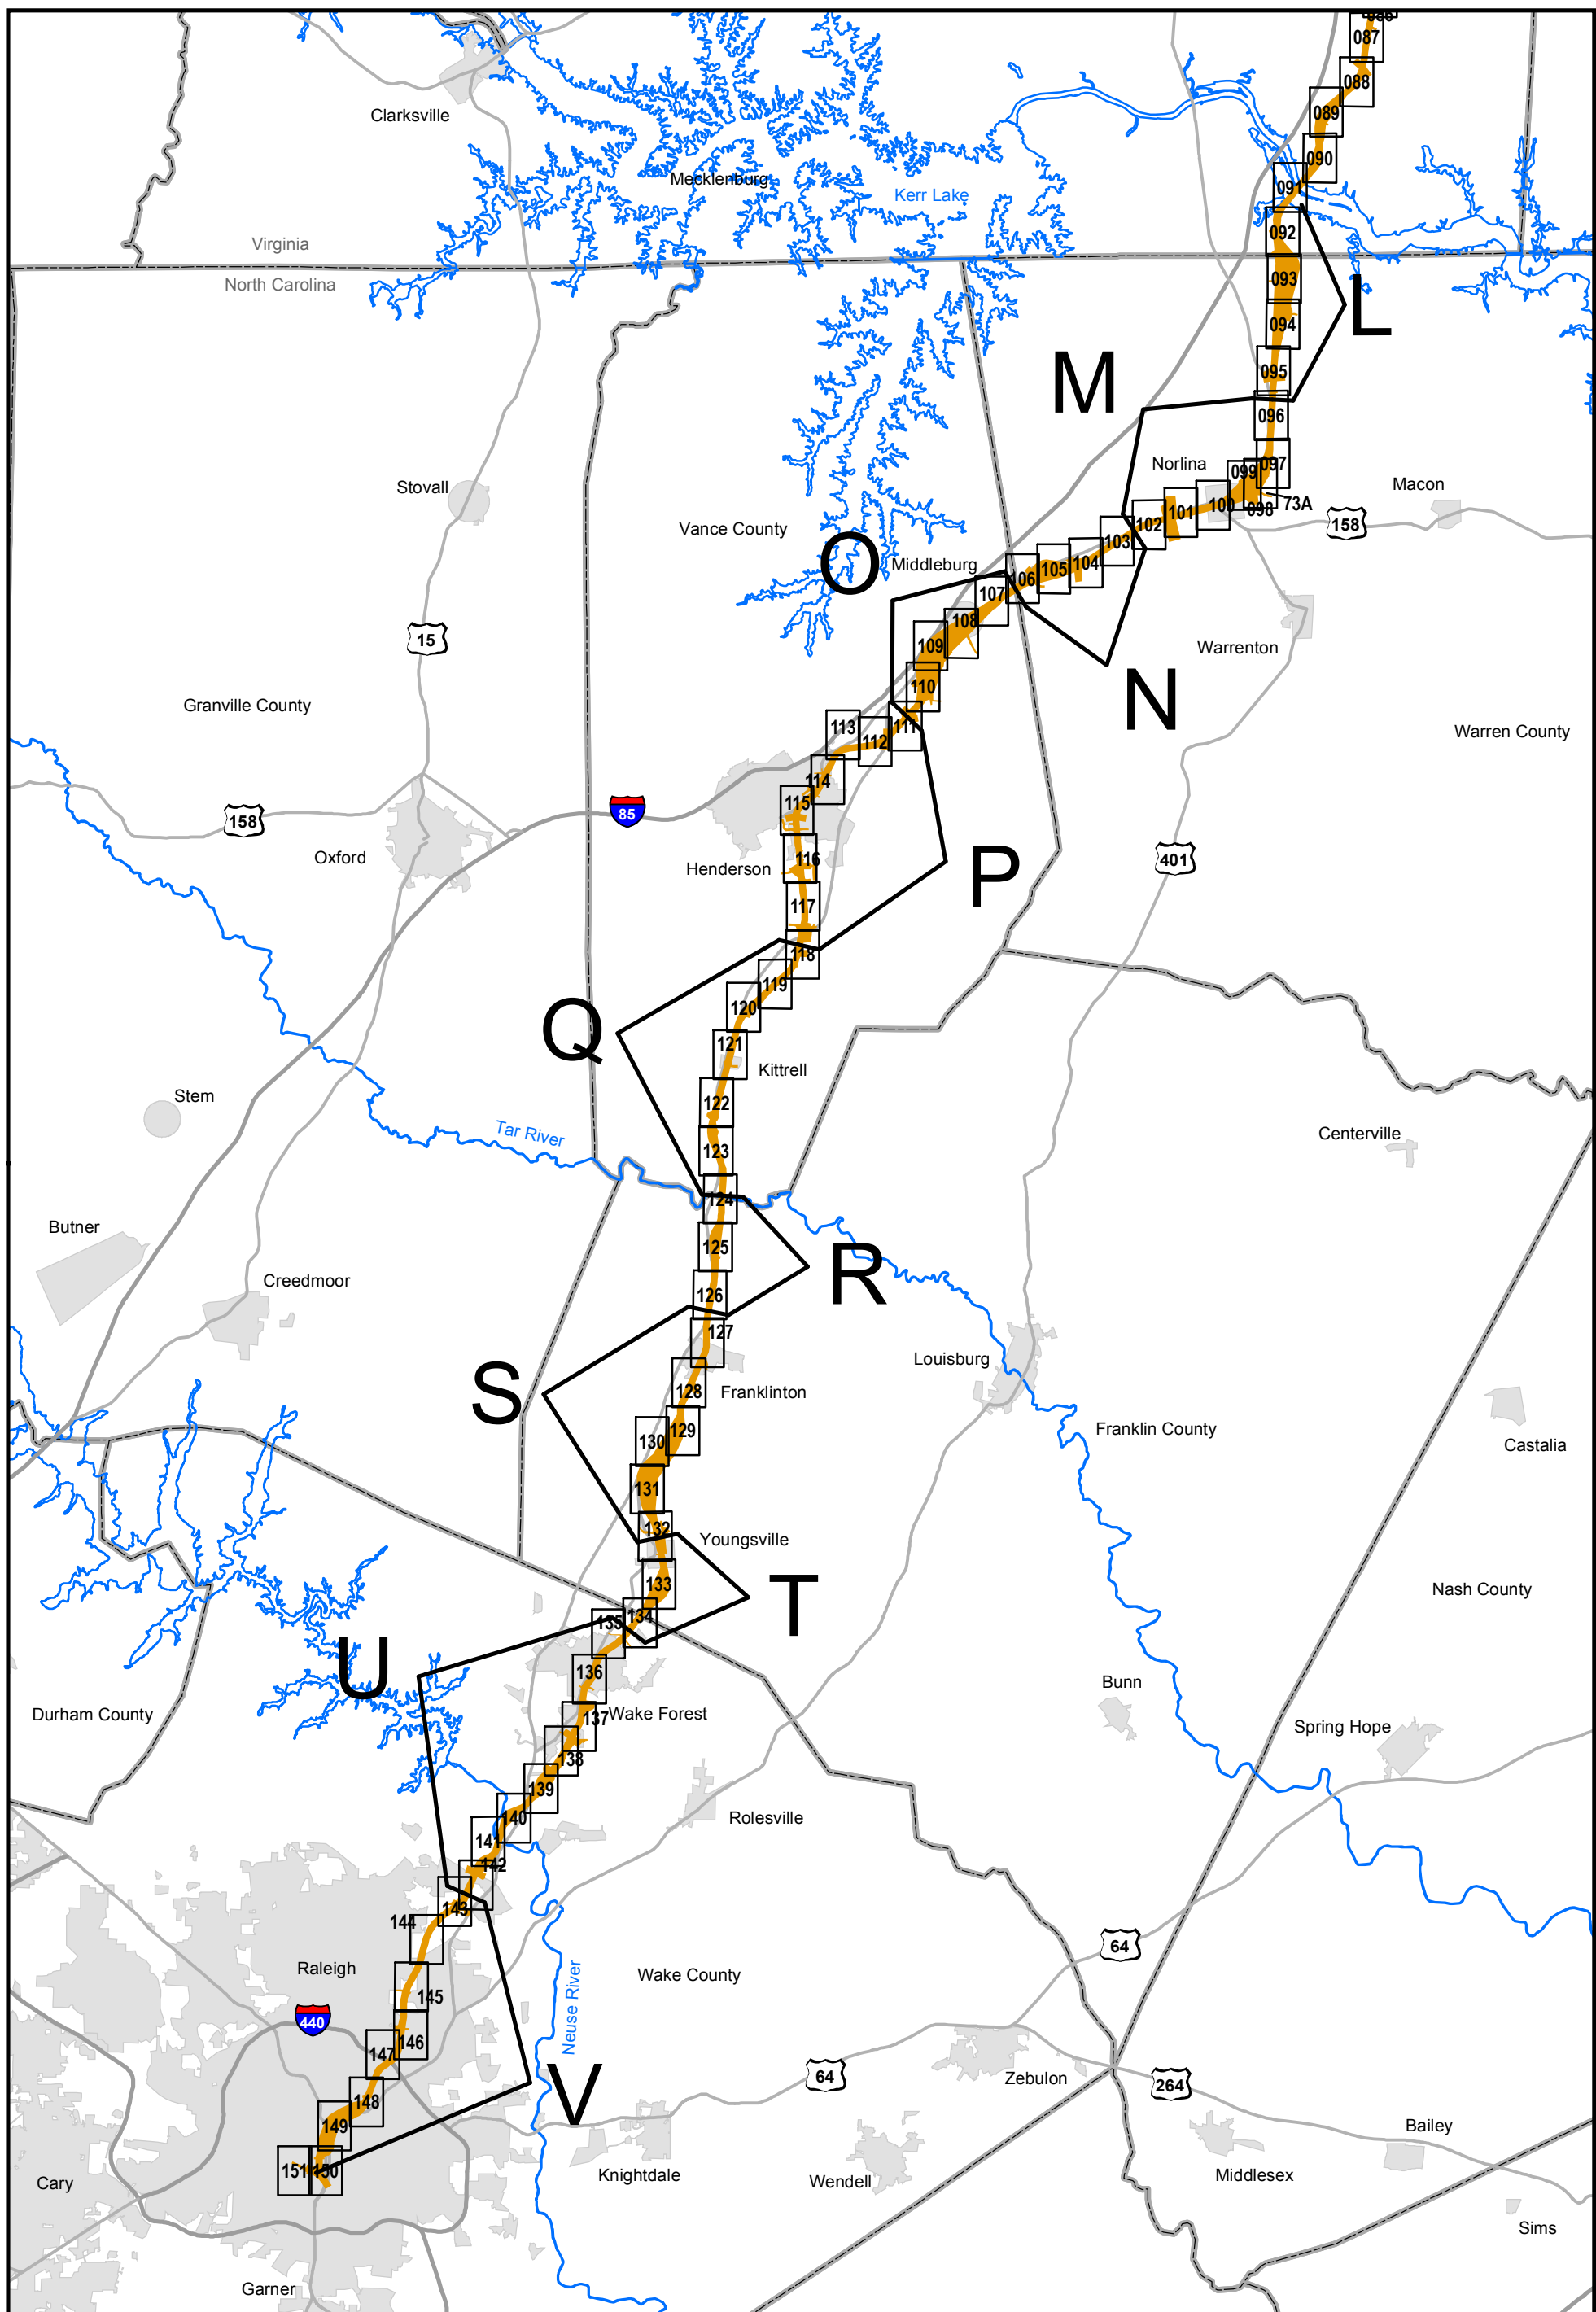 086
087
088
Clarksville
089
090
Mecklenburg
091
Kerr Lake
092
Virginia
093
North Carolina
L
094
M
095
096
Norlina
099
097
Stovall
Macon
100
098
73A
101
102
158
Vance County
103
O
Middleburg
104
105
106
107
108
15
109
Warrenton
110
N
Granville County
111
113
Warren County
112
114
115
85
158
Oxford
116
401
Henderson
P
117
118
119
120
Q
121
Kittrell
Stem
122
Tar River
Centerville
123
124
Butner
125
R
Creedmoor
126
127
Louisburg
S
128
Franklinton
129
Franklin County
130
Castalia
131
132
Youngsville
133
Nash County
T
134
135
U
136
Bunn
137
Wake Forest
Durham County
Spring Hope
138
139
140
Rolesville
141
142
143
144
64
Raleigh
Wake County
145
440
Neuse River
146
147
64
Zebulon
264
V
148
149
Bailey
151
150
Cary
Knightdale
Wendell
Middlesex
Sims
Garner